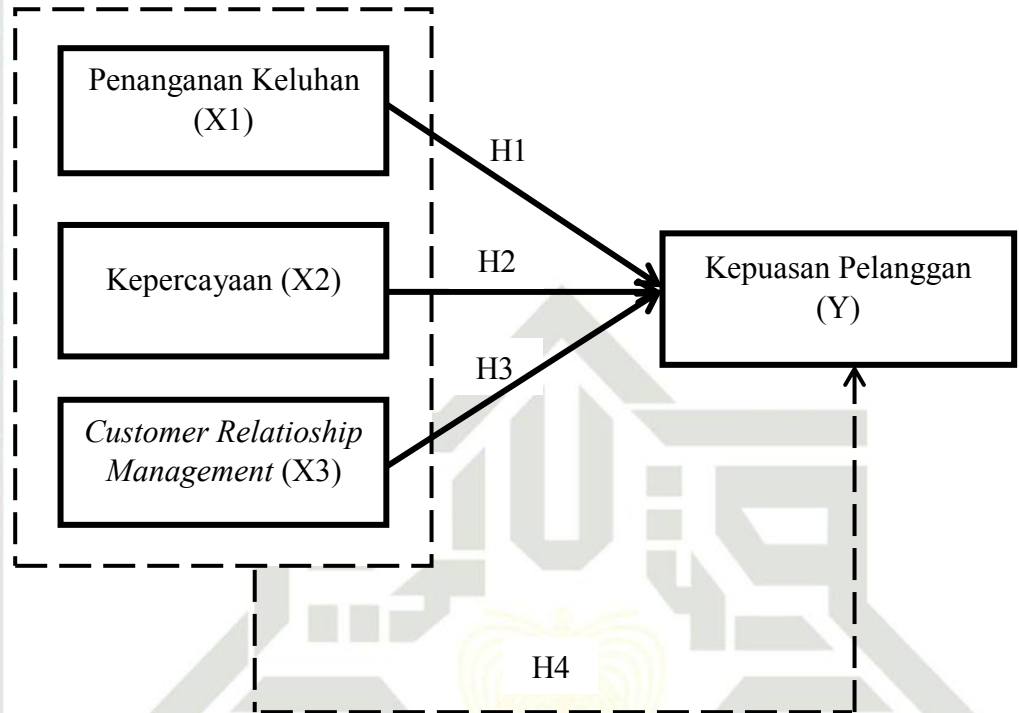 Penanganan Keluhan
(X1)
H1
Kepercayaan (X2)
H2
Kepuasan Pelanggan
(Y)
H3
Customer Relatioship
Management (X3)
H4